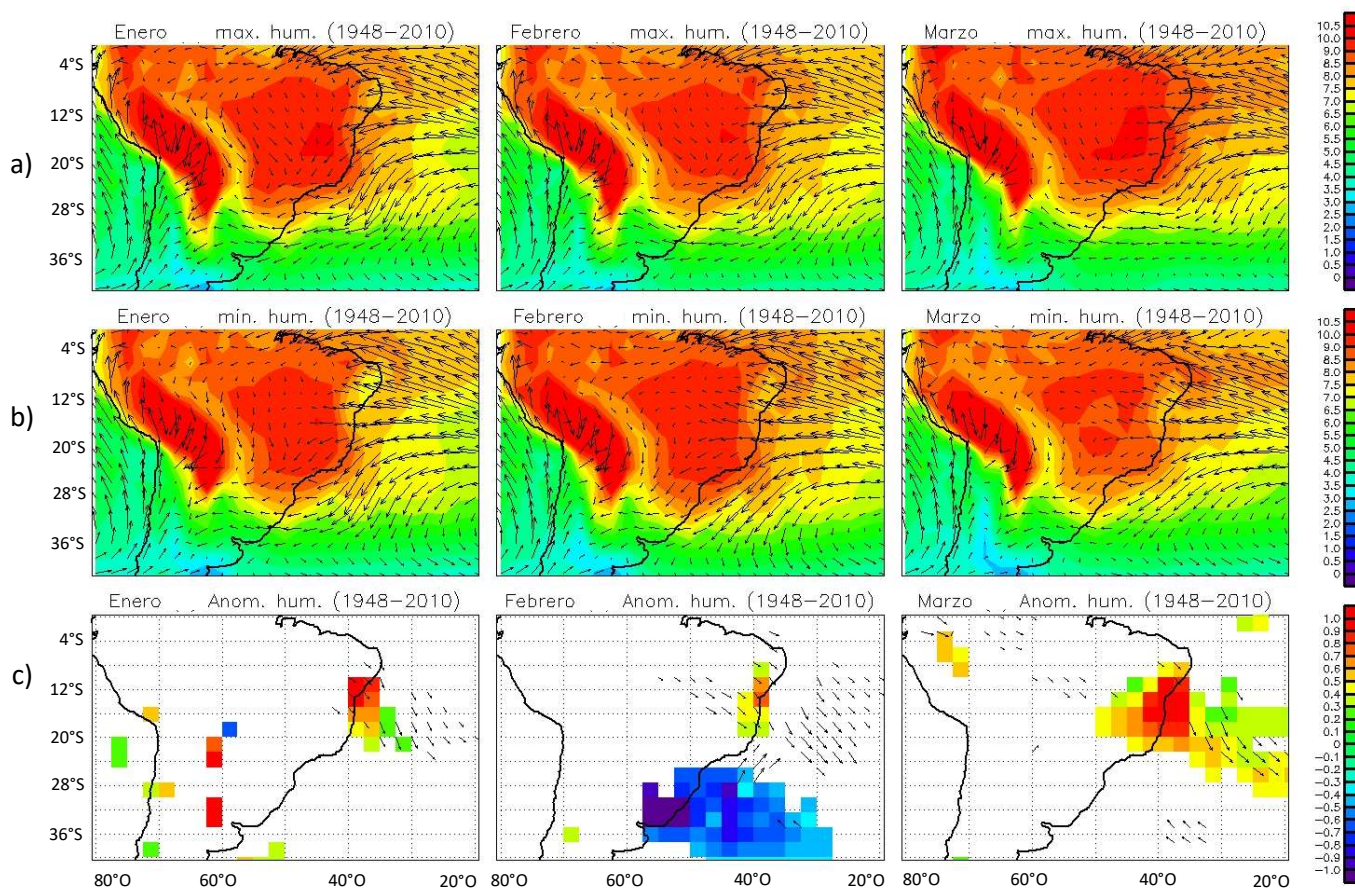 Enero max. hum. (1948−2010)
Febrero max. hum. (1948−2010)
Marzo max. hum. (1948−2010)
a)
4°S
12°S
20°S
28°S
36°S
10.5
10.0
9.0
8.5
8.0
7.5
7.0
6.5
6.0
5.5
5.0
4.5
4.0
3.5
3.0
2.5
2.0
1.5
1.0
0.5
0
Enero min. hum. (1948−2010)
Febrero min. hum. (1948−2010)
Marzo min. hum. (1948−2010)
b)
4°S
12°S
20°S
28°S
36°S
10.5
10.0
9.0
8.5
8.0
7.5
7.0
6.5
6.0
5.5
5.0
4.5
4.0
3.5
3.0
2.5
2.0
1.5
1.0
0.5
0
Enero Anom. hum. (1948−2010)
Febrero Anom. hum. (1948−2010)
Marzo Anom. hum. (1948−2010)
c)
4°S
12°S
20°S
28°S
36°S
1.0
0.9
0.8
0.7
0.6
0.5
0.4
0.3
0.2
0.1
0
−0.1
−0.2
−0.3
−0.4
−0.5
−0.6
−0.7
−0.8
−0.9
−1.0
80°O 60°O 40°O 20°O
80°O 60°O 40°O 20°O
80°O 60°O 40°O 20°O